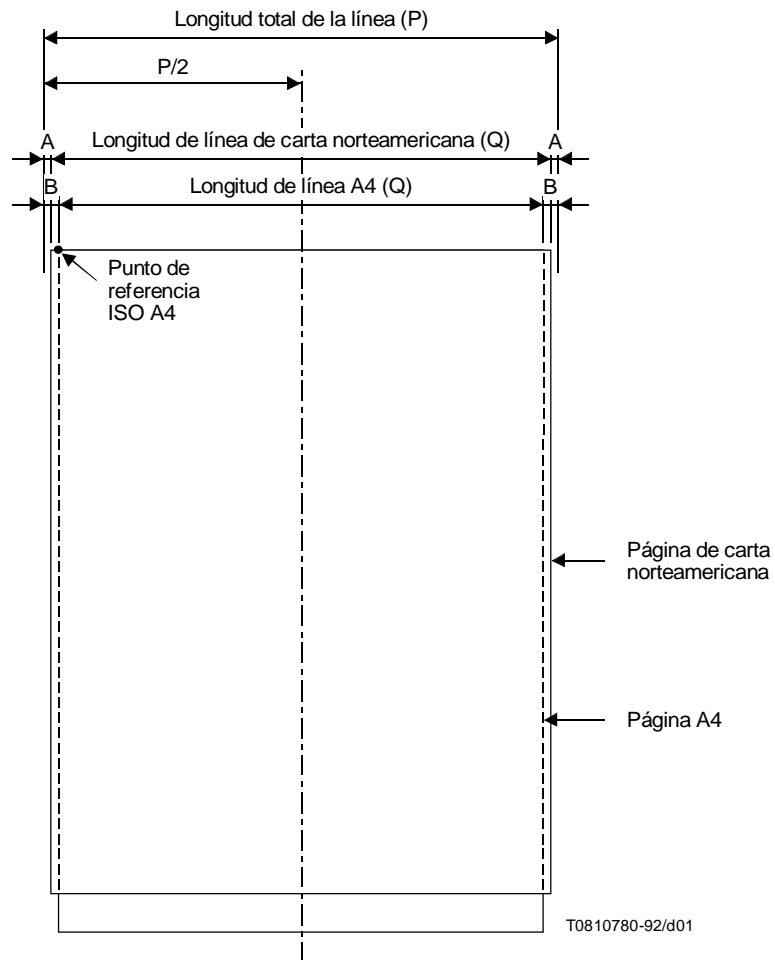 Longitud total de la línea (P)
P/2
A
Longitud de línea de carta norteamericana (Q)
A
B
Longitud de línea A4 (Q)
B
Punto de
referencia
ISO A4
Página de carta
norteamericana
Página A4
T0810780-92/d01